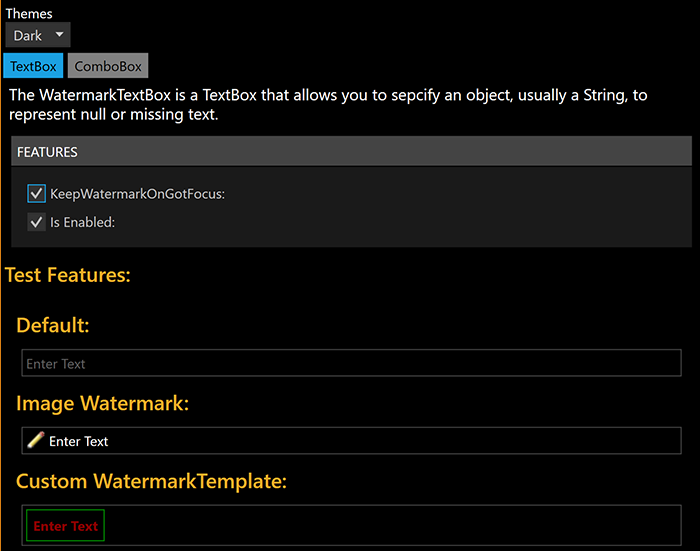 Themes
Dark
TextBox ComboBox
The WatermarkTextBox is a TextBox that allows you to sepcify an object, usually a String, to
represent null or missing text.
FEATURES
KeepWatermarkOnGotFocus:
Is Enabled:
Test Features:
Default:
Enter Text
Image Watermark:
Enter Text
Custom WatermarkTemplate:
Enter Text